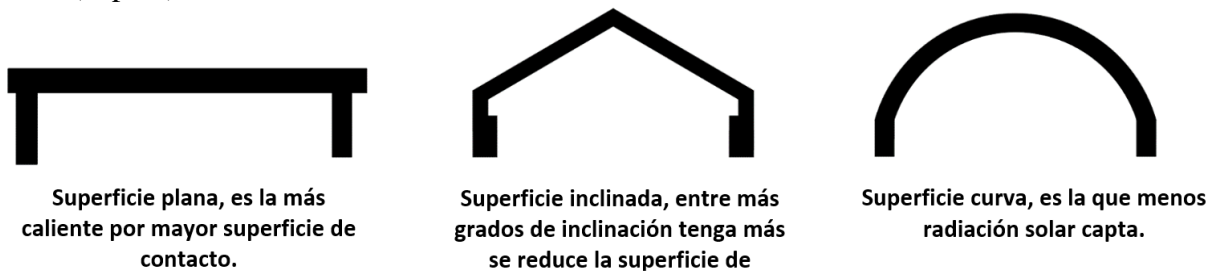 Superficie plana, es la más
caliente por mayor superficie de
contacto.
Superficie inclinada, entre más
grados de inclinación tenga más
se reduce la superficie de
Superficie curva, es la que menos
radiación solar capta.